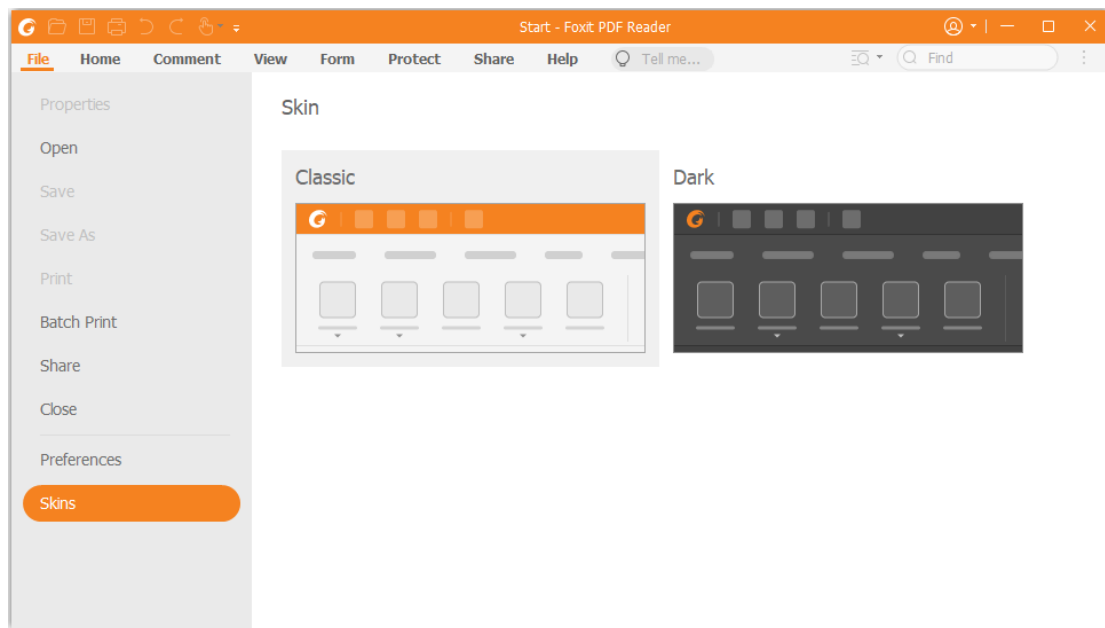 Start - Foxit PDF Reader
File Home Comment View Form Protect Share Help Tell me... Find
Properties
Open
Save
Save As
Print
Batch Print
Share
Close
Preferences
Skins
Skin
Classic
Dark